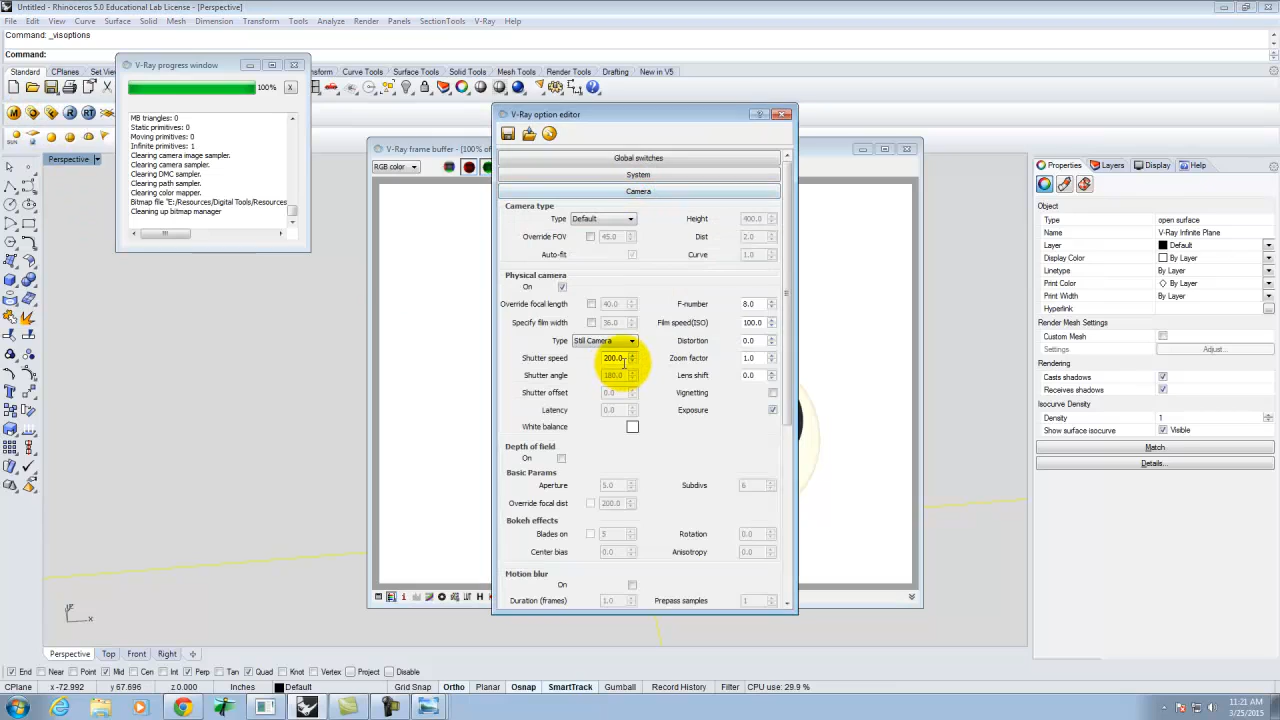 Untitled - Rhinoceros 5.0 Educational Lab License - [Perspective]
File Edit View Curve Surface Solid Mesh Dimension Transform Tools Analyze Render Panels SectionTools V-Ray Help
Command: _visoptions
Command:
Standard CPlanes Set Vie
Curve Tools Surface Tools Solid Tools Mesh Tools Render Tools Drafting New in V5
V-Ray progress window
100% X
MB triangles: 0
Static primitives: 0
Moving primitives: 0
Infinite primitives: 1
Clearing camera image sampler.
Clearing camera sampler.
Clearing DMC sampler.
Clearing path sampler.
Clearing color mapper.
Bitmap file "E:/Resources/Digital Tools/Resources
Cleaning up bitmap manager
Perspective
V-Ray frame buffer - [100% of
RGB color
V-Ray option editor
Global switches
System
Camera
Camera type
Type Default Height 400.0
Override FOV 45.0 Dist 2.0
Auto-fit Curve 1.0
Physical camera
On
Override focal length 40.0 F-number 8.0
Specify film width 36.0 Film speed(ISO) 100.0
Type Still Camera Distortion 0.0
Shutter speed 200.0 Zoom factor 1.0
Shutter angle 180.0 Lens shift 0.0
Shutter offset 0.0 Vignetting
Latency 0.0 Exposure
White balance
Depth of field
On
Basic Params
Aperture 5.0 Subdivs 6
Override focal dist 200.0
Bokeh effects
Blades on 5 Rotation 0.0
Center bias 0.0 Anisotropy 0.0
Motion blur
On
Duration (frames) 1.0 Prepass samples 1
Properties Layers Display Help
Object
Type open surface
Name V-Ray Infinite Plane
Layer Default
Display Color By Layer
Linetype By Layer
Print Color By Layer
Print Width By Layer
Hyperlink
Render Mesh Settings
Custom Mesh
Settings Adjust...
Shadows
Casts shadows
Receives shadows
Isocurve Density
Density 1
Show surface isocurve Visible
Match
Details...
Perspective Top Front Right
End Near Point Mid Cen Int Perp Tan Quad Knot Vertex Project Disable
CPlane x -72.992 y 67.696 z 0.000 Inches Default Grid Snap Ortho Planar Osnap SmartTrack Gumball Record History Filter CPU use: 29.9 %
11:21 AM
3/25/2015